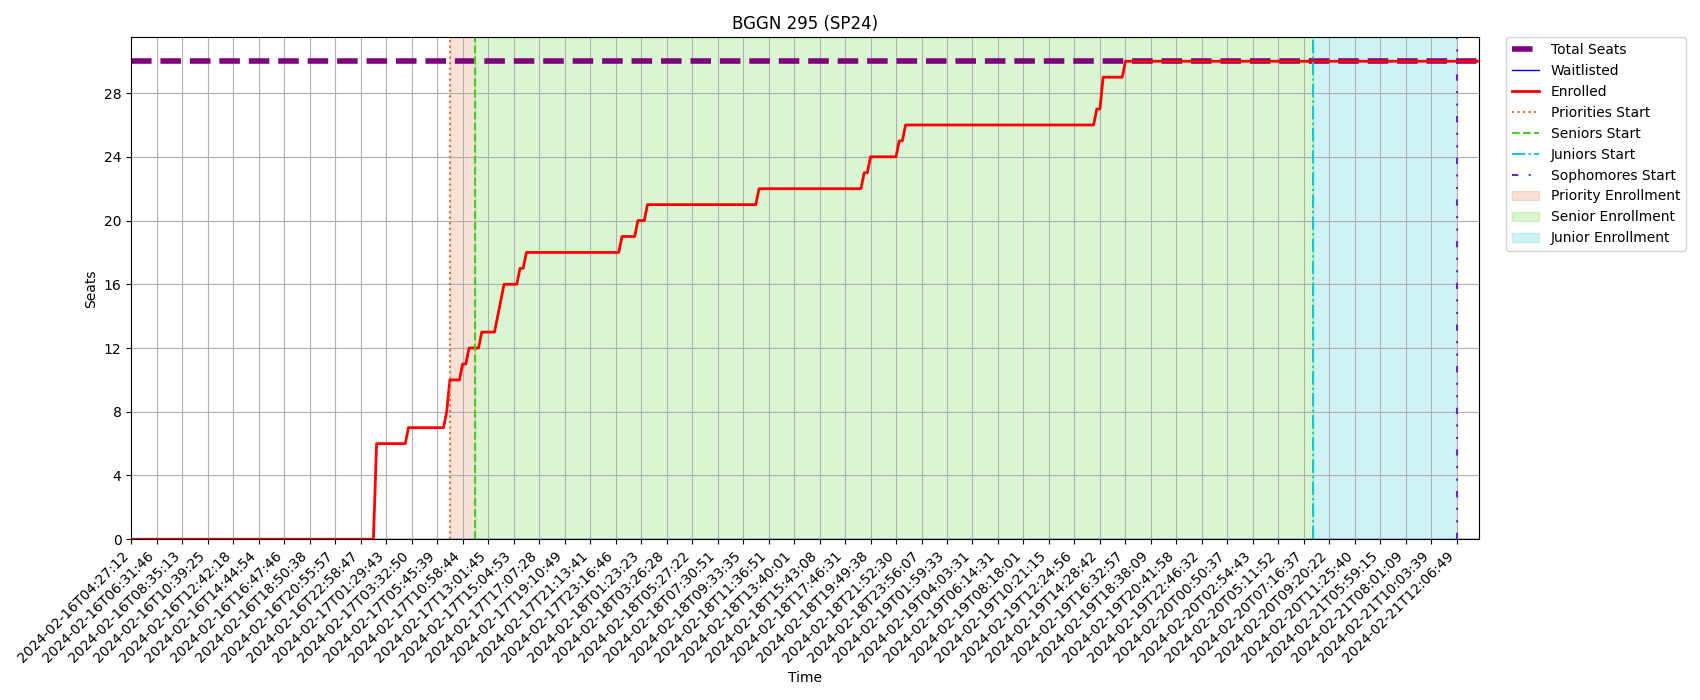 BGGN 295 (SP24)
Total Seats
Waitlisted
Enrolled
Priorities Start
Seniors Start
Juniors Start
Sophomores Start
Priority Enrollment
Senior Enrollment
Junior Enrollment
Seats
28
24
20
16
12
8
4
0
2024-02-16T04:27:12
2024-02-16T06:31:46
2024-02-16T08:35:13
2024-02-16T10:39:25
2024-02-16T12:42:18
2024-02-16T14:44:54
2024-02-16T16:47:46
2024-02-16T18:50:38
2024-02-16T20:55:57
2024-02-16T22:58:47
2024-02-17T01:29:43
2024-02-17T03:32:50
2024-02-17T05:45:39
2024-02-17T10:58:44
2024-02-17T13:01:45
2024-02-17T15:04:53
2024-02-17T17:07:28
2024-02-17T19:10:49
2024-02-17T21:13:41
2024-02-17T23:16:46
2024-02-18T01:23:23
2024-02-18T03:26:28
2024-02-18T05:27:22
2024-02-18T07:30:51
2024-02-18T09:33:35
2024-02-18T11:36:51
2024-02-18T13:40:01
2024-02-18T15:43:08
2024-02-18T17:46:31
2024-02-18T19:49:38
2024-02-18T21:52:30
2024-02-18T23:56:07
2024-02-19T01:59:33
2024-02-19T04:03:31
2024-02-19T06:14:31
2024-02-19T08:18:01
2024-02-19T10:21:15
2024-02-19T12:24:56
2024-02-19T14:28:42
2024-02-19T16:32:57
2024-02-19T18:38:09
2024-02-19T20:41:58
2024-02-19T22:46:32
2024-02-20T00:50:37
2024-02-20T02:54:43
2024-02-20T05:11:52
2024-02-20T07:16:37
2024-02-20T09:20:22
2024-02-20T11:25:40
2024-02-21T05:59:15
2024-02-21T08:01:09
2024-02-21T10:03:39
2024-02-21T12:06:49
Time